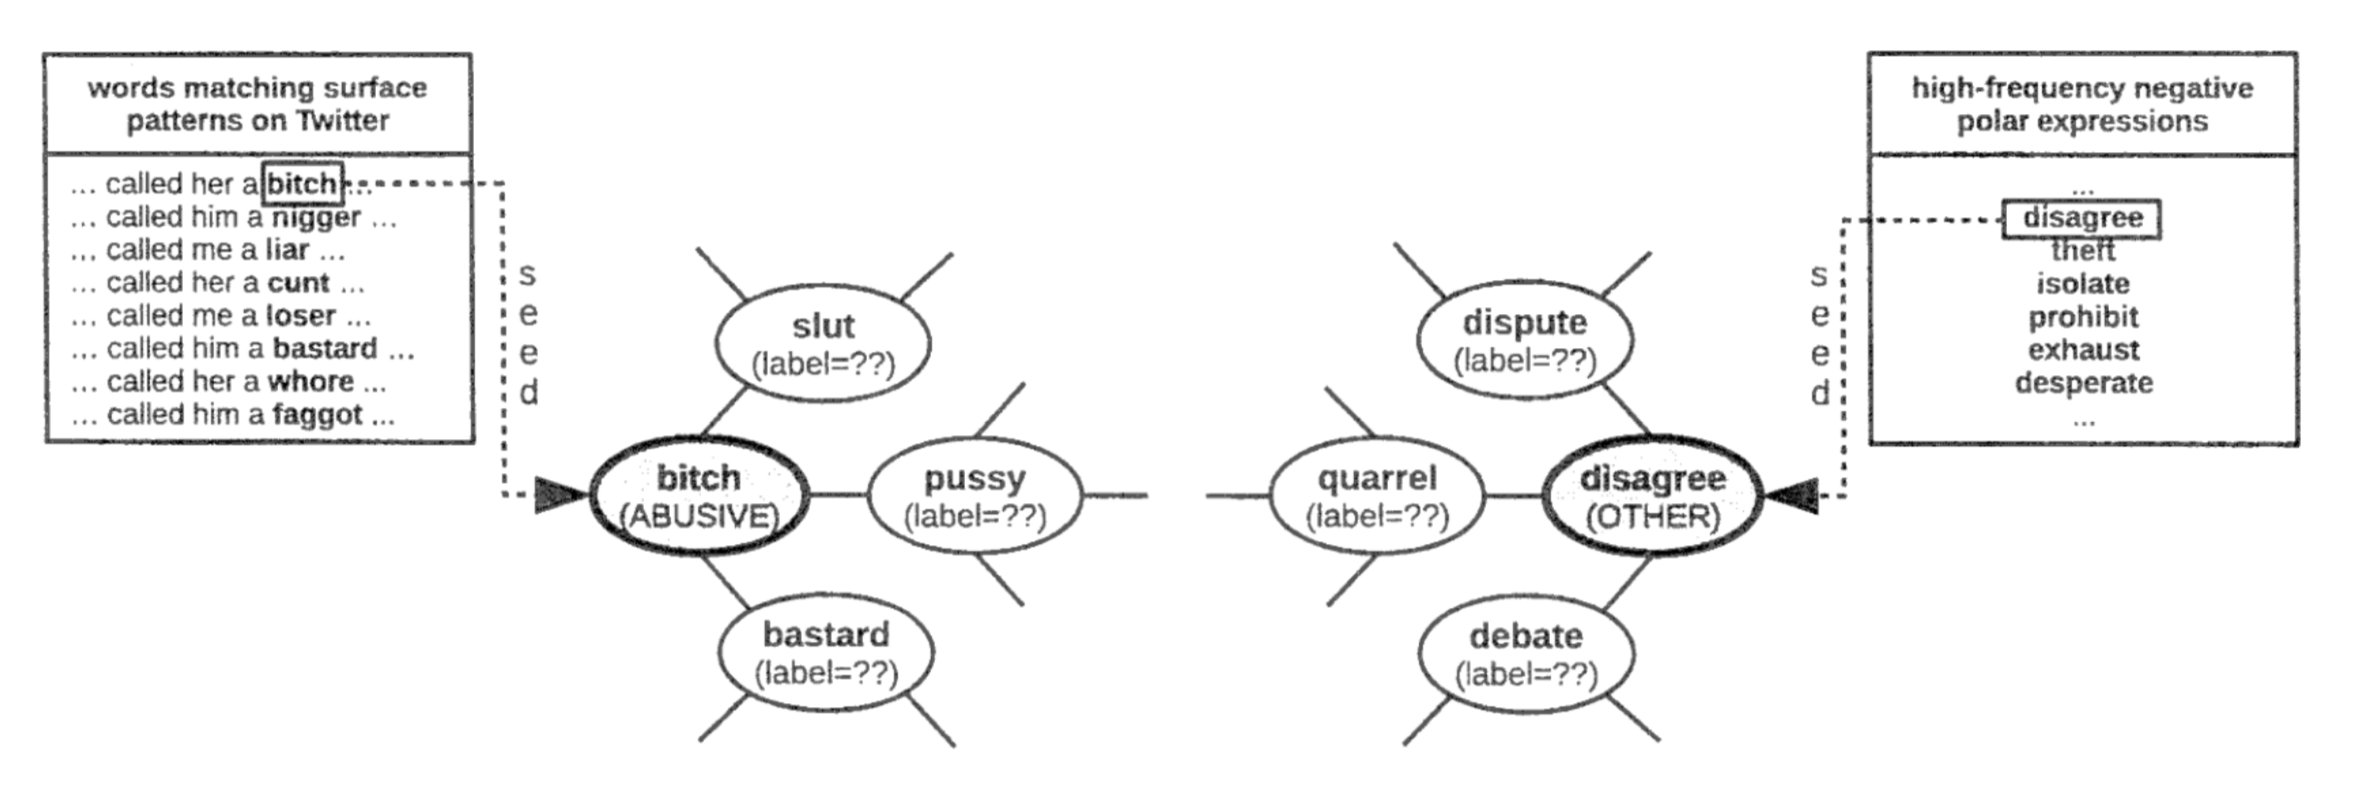 words matching surface
patterns on Twitter
... called her a bitch ...
... called him a nigger ...
... called me a liar ...
... called her a cunt ...
... called me a loser ...
... called him a bastard ...
... called her a whore ...
... called him a faggot ...
s
e
e
d
slut
(label=??)
bitch
(ABUSIVE)
pussy
(label=??)
bastard
(label=??)
dispute
(label=??)
quarrel
(label=??)
disagree
(OTHER)
debate
(label=??)
s
e
e
d
high-frequency negative
polar expressions
...
disagree
theft
isolate
prohibit
exhaust
desperate
...